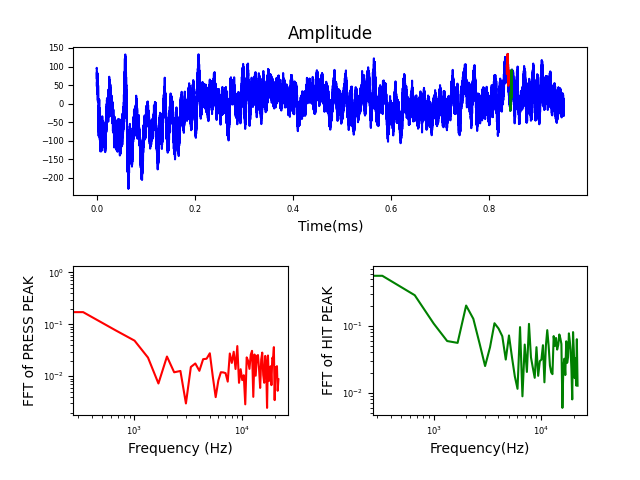 Amplitude
150
100
50
0
−50
−100
−150
−200
0.0 0.2 0.4 0.6 0.8
Time(ms)
FFT of PRESS PEAK
10⁰
10⁻¹
10⁻²
10³ 10⁴
Frequency (Hz)
FFT of HIT PEAK
10⁻¹
10⁻²
10³ 10⁴
Frequency(Hz)